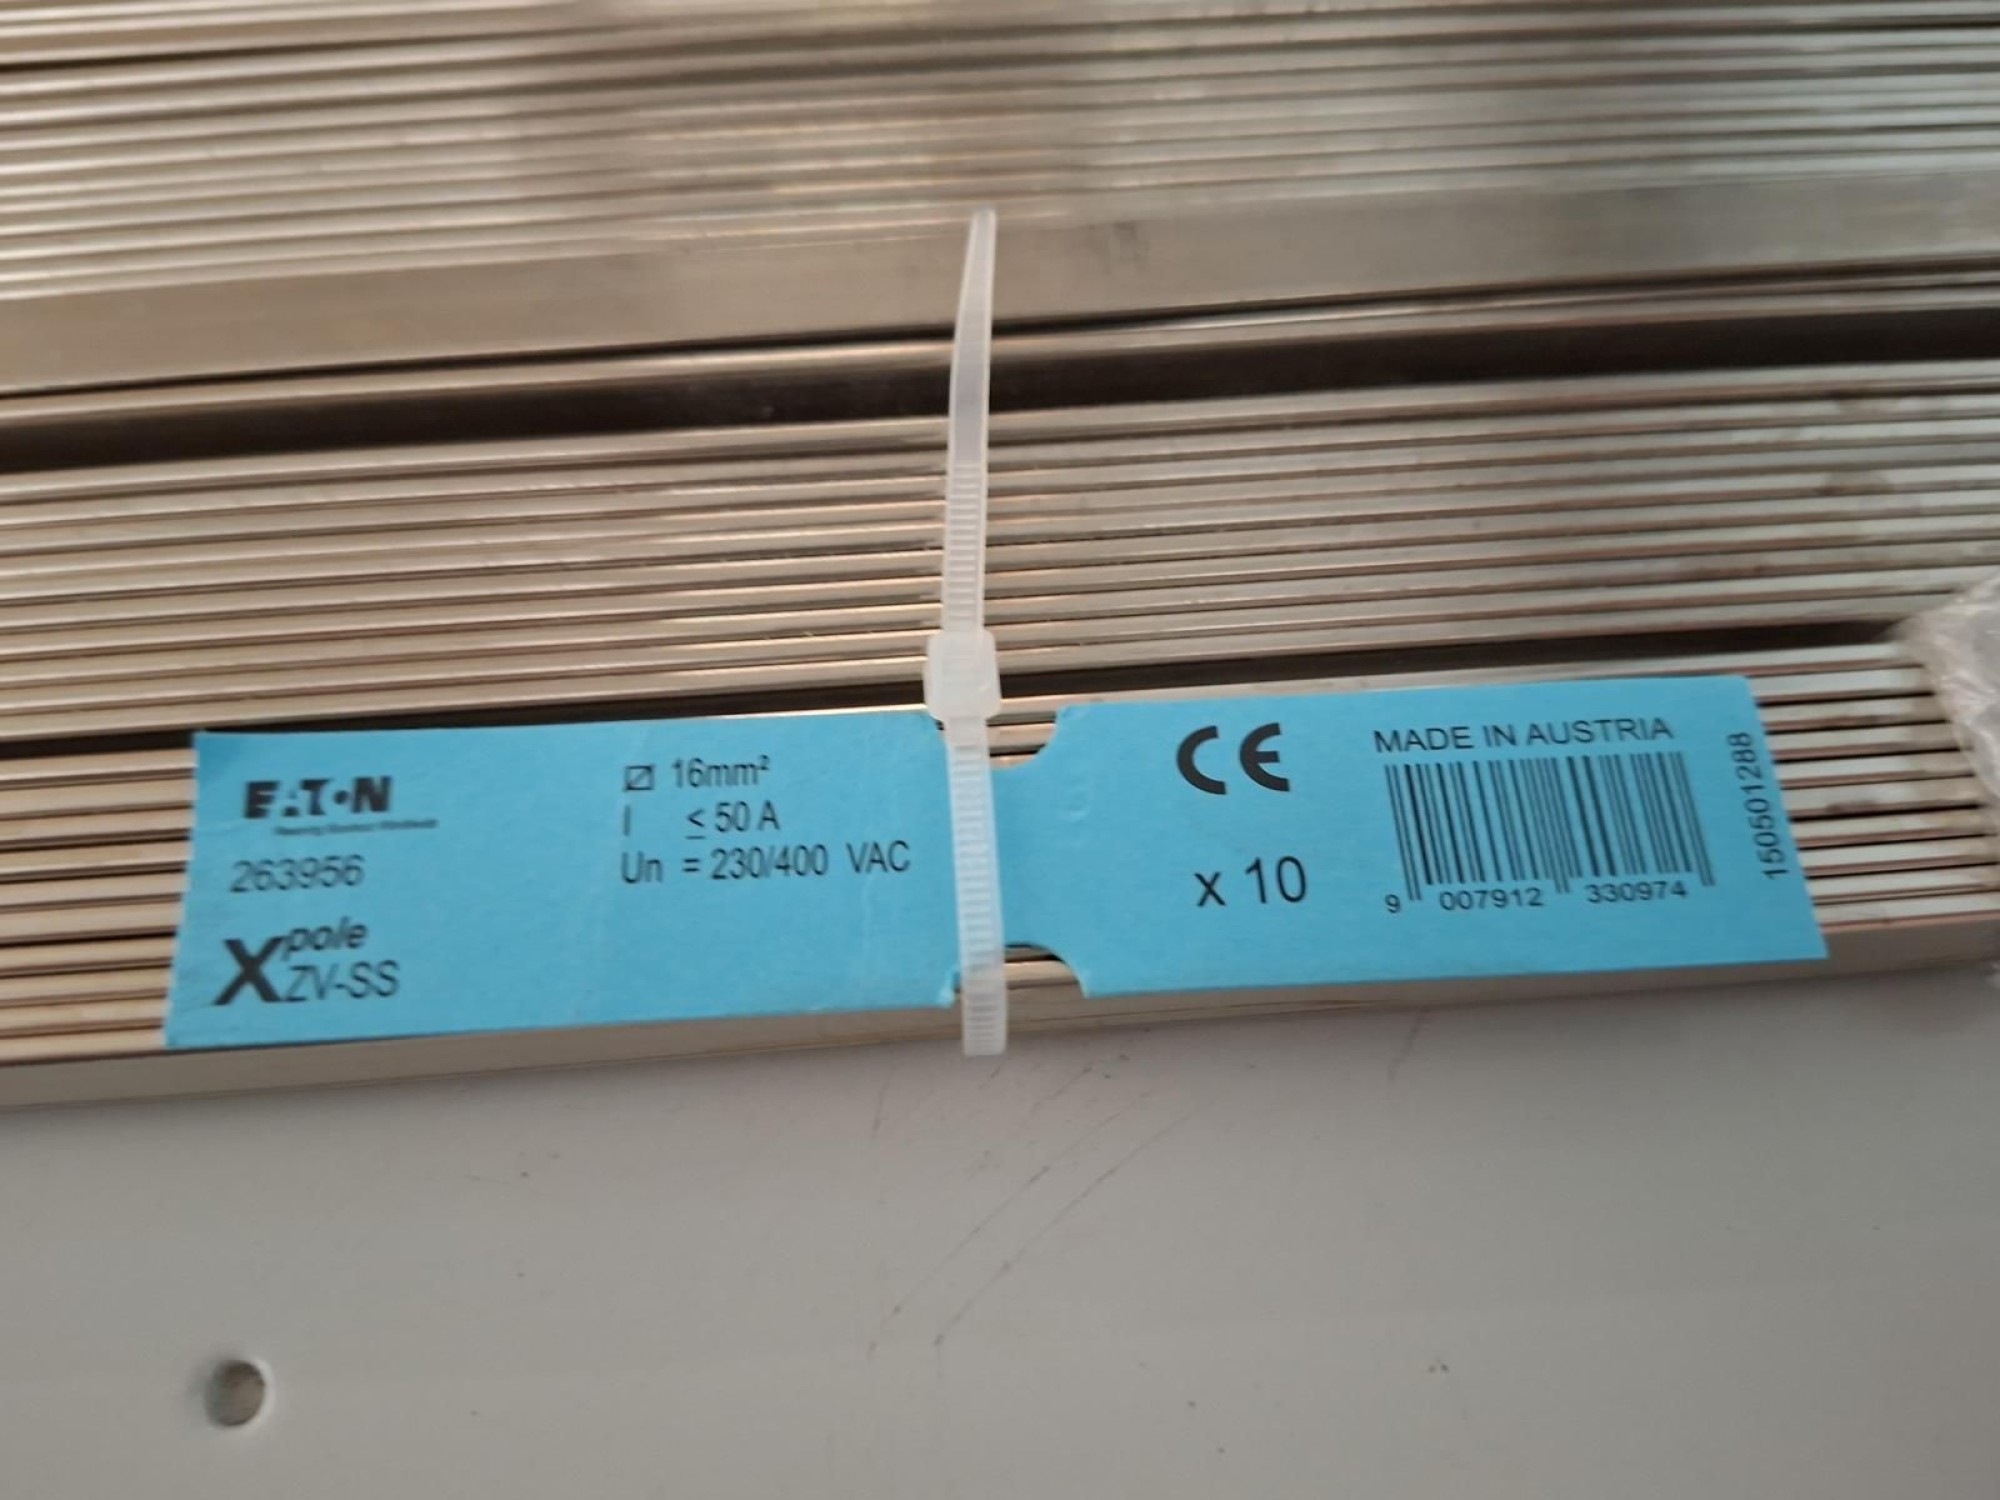 EATON
263956
Xpole
ZV-SS
16mm²
I ≤ 50 A
Un = 230/400 VAC
CE
x 10
MADE IN AUSTRIA
9 007912 330974
1505501288